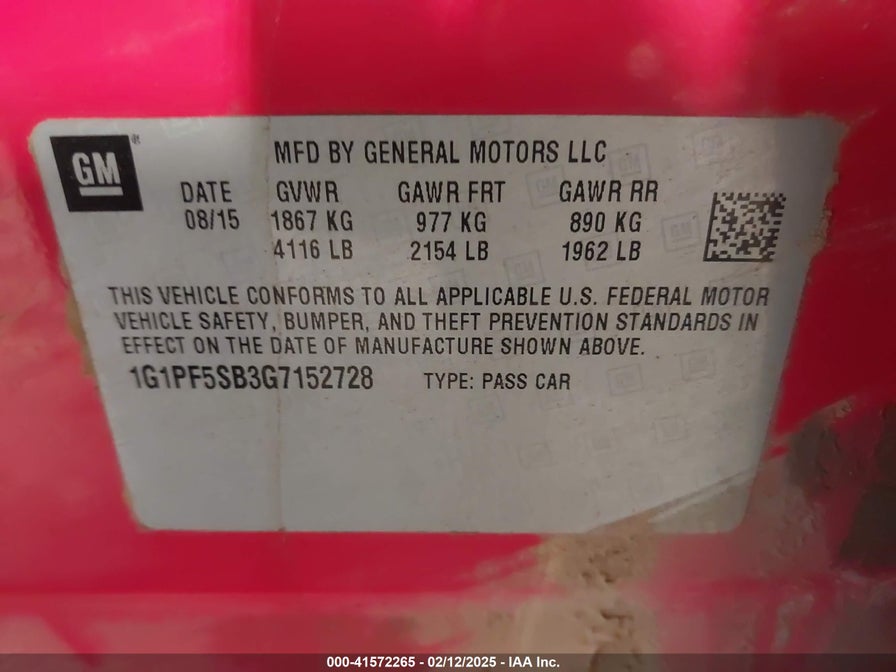 GM
MFD BY GENERAL MOTORS LLC
DATE GVWR GAWR FRT GAWR RR
08/15 1867 KG 977 KG 890 KG
4116 LB 2154 LB 1962 LB
THIS VEHICLE CONFORMS TO ALL APPLICABLE U.S. FEDERAL MOTOR
VEHICLE SAFETY, BUMPER, AND THEFT PREVENTION STANDARDS IN
EFFECT ON THE DATE OF MANUFACTURE SHOWN ABOVE.
1G1PF5SB3G7152728 TYPE: PASS CAR
000-41572265 - 02/12/2025 - IAA Inc.